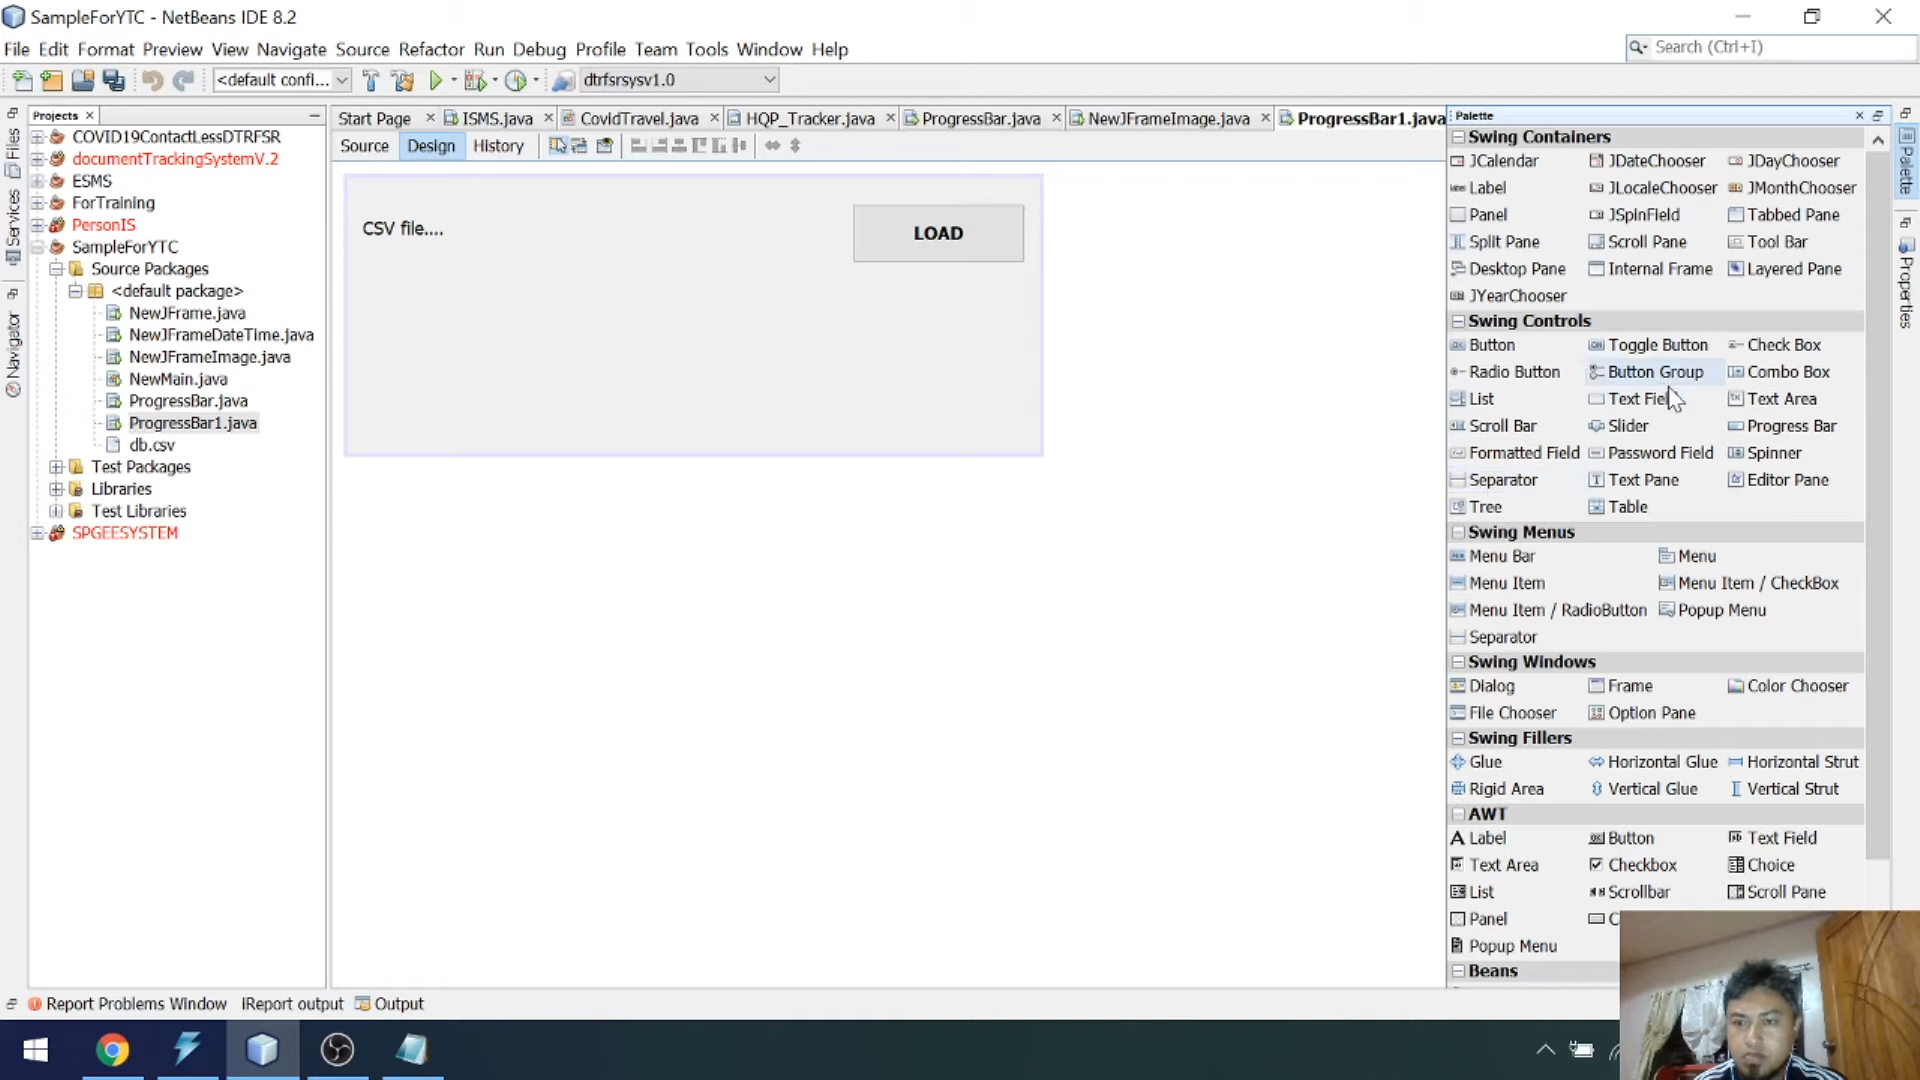 SampleForYTC - NetBeans IDE 8.2
File Edit Format Preview View Navigate Source Refactor Run Debug Profile Team Tools Window Help
Search (Ctrl+I)
<default confi... dtrfsrsysv1.0
Projects
Start Page ISMS.java CovidTravel.java HQP_Tracker.java ProgressBar.java NewJFrameImage.java ProgressBar1.java
Source Design History
Files
Services
Navigator
COVID19ContactLessDTRFSR
documentTrackingSystemV.2
ESMS
ForTraining
PersonIS
SampleForYTC
Source Packages
<default package>
NewJFrame.java
NewJFrameDateTIme.java
NewJFrameImage.java
NewMain.java
ProgressBar.java
ProgressBar1.java
db.csv
Test Packages
Libraries
Test Libraries
SPGEESYSTEM
CSV file....
LOAD
Palette
Swing Containers
JCalendar JDateChooser JDayChooser
Label JLocaleChooser JMonthChooser
Panel JSpinField Tabbed Pane
Split Pane Scroll Pane Tool Bar
Desktop Pane Internal Frame Layered Pane
JYearChooser
Swing Controls
Button Toggle Button Check Box
Radio Button Button Group Combo Box
List Text Field Text Area
Scroll Bar Slider Progress Bar
Formatted Field Password Field Spinner
Separator Text Pane Editor Pane
Tree Table
Swing Menus
Menu Bar Menu
Menu Item Menu Item / CheckBox
Menu Item / RadioButton Popup Menu
Separator
Swing Windows
Dialog Frame Color Chooser
File Chooser Option Pane
Swing Fillers
Glue Horizontal Glue Horizontal Strut
Rigid Area Vertical Glue Vertical Strut
AWT
Label Button Text Field
Text Area Checkbox Choice
List Scrollbar Scroll Pane
Panel
Popup Menu
Beans
Palette
Properties
Report Problems Window IReport output Output